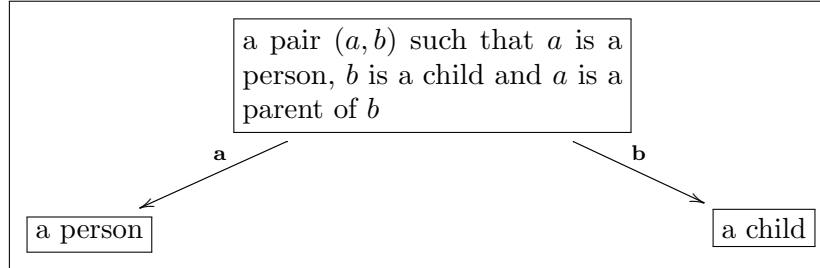 a pair (a, b) such that a is a
person, b is a child and a is a
parent of b
a
b
a person
a child